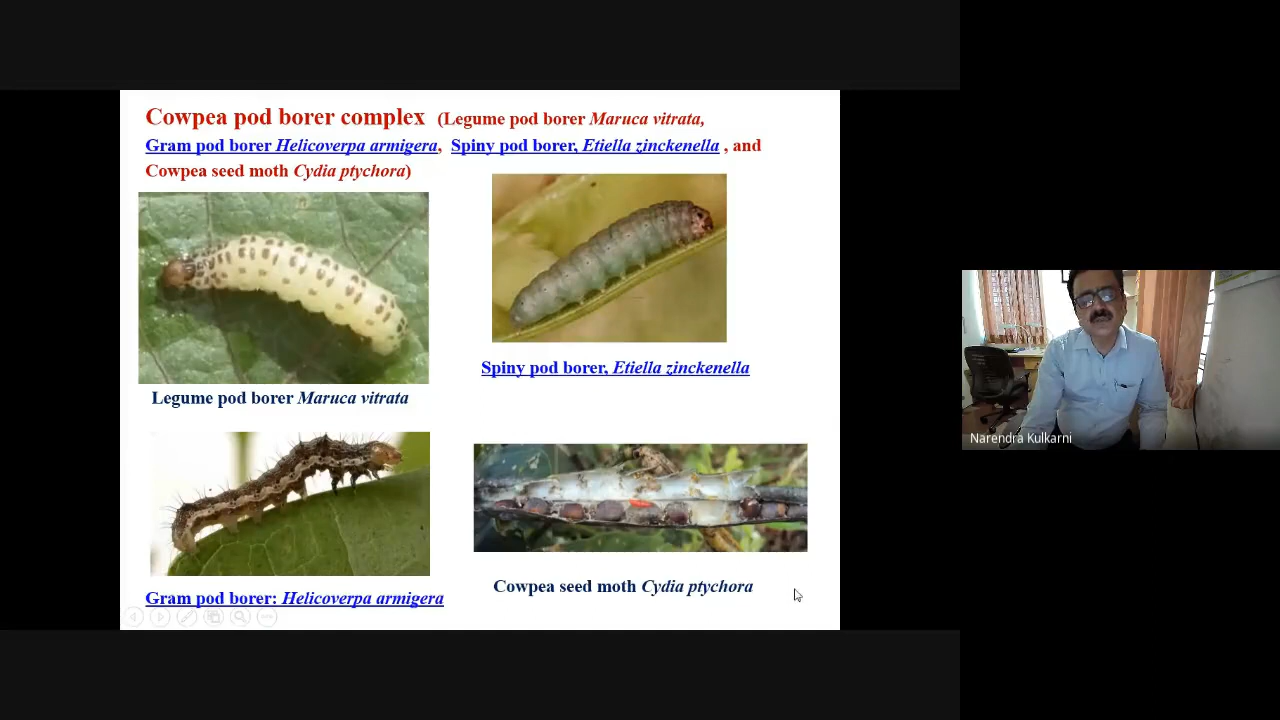 Cowpea pod borer complex (Legume pod borer Maruca vitrata,
Gram pod borer Helicoverpa armigera, Spiny pod borer, Etiella zinckenella , and
Cowpea seed moth Cydia ptychora)
Spiny pod borer, Etiella zinckenella
Legume pod borer Maruca vitrata
Narendra Kulkarni
Cowpea seed moth Cydia ptychora
Gram pod borer: Helicoverpa armigera